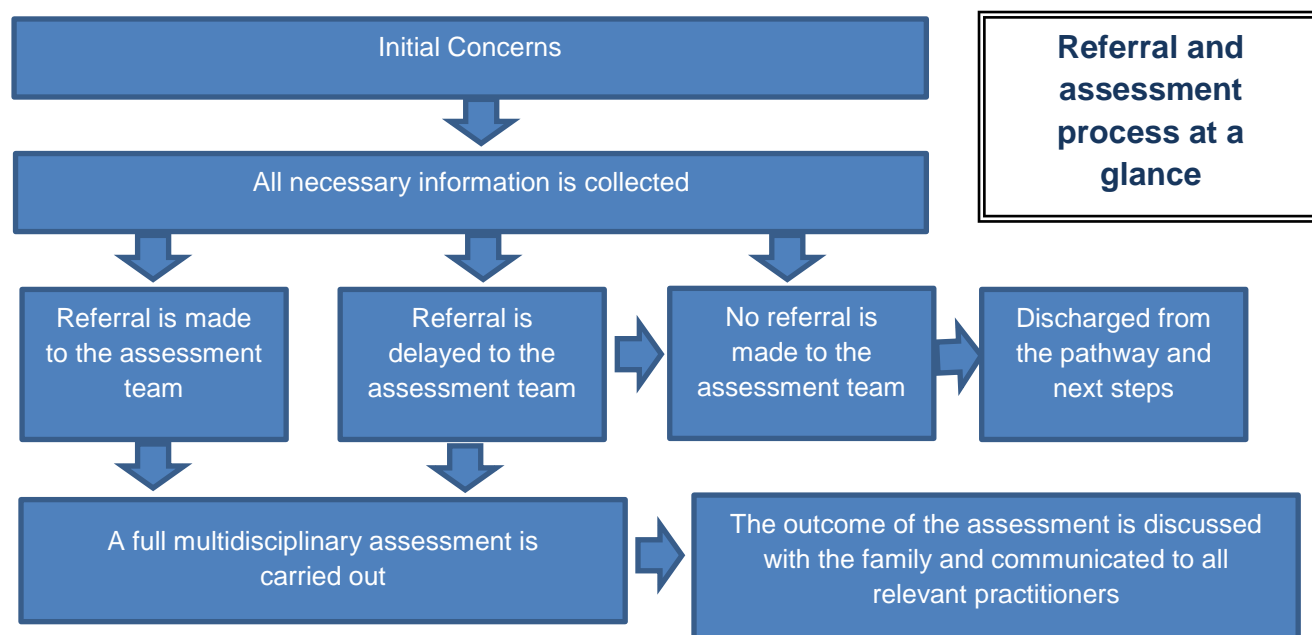 Initial Concerns
Referral and
assessment
process at a
glance
All necessary information is collected
Referral is made
to the assessment
team
Referral is
delayed to the
assessment team
No referral is
made to the
assessment team
Discharged from
the pathway and
next steps
A full multidisciplinary assessment is
carried out
The outcome of the assessment is discussed
with the family and communicated to all
relevant practitioners